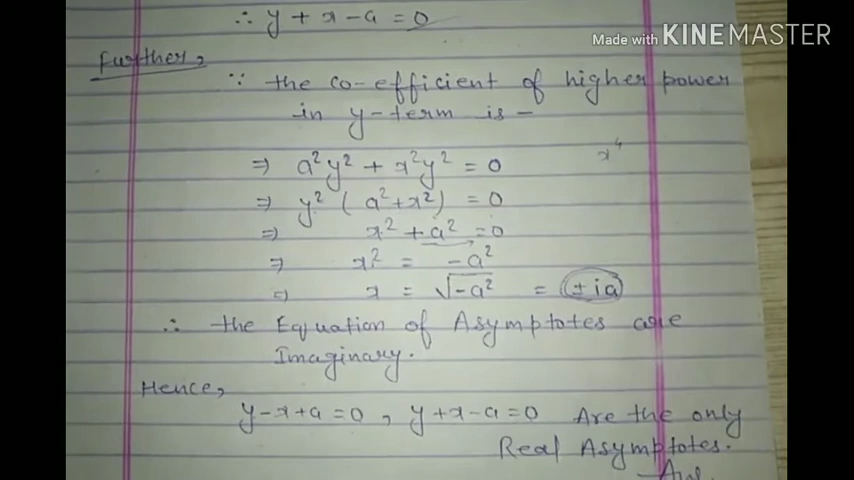 ∴ y + x - a = 0
Made with KINEMASTER
Further,
∵ the co-efficient of higher power
in y-term is -
x⁴
⇒ a²y² + x²y² = 0
⇒ y² ( a² + x² ) = 0
⇒ x² + a² = 0
⇒ x² = -a²
⇒ x = √-a² = ± ia
∴ the Equation of Asymptotes are
Imaginary.
Hence,
y - x + a = 0 , y + x - a = 0 Are the only
Real Asymptotes.
Ans.